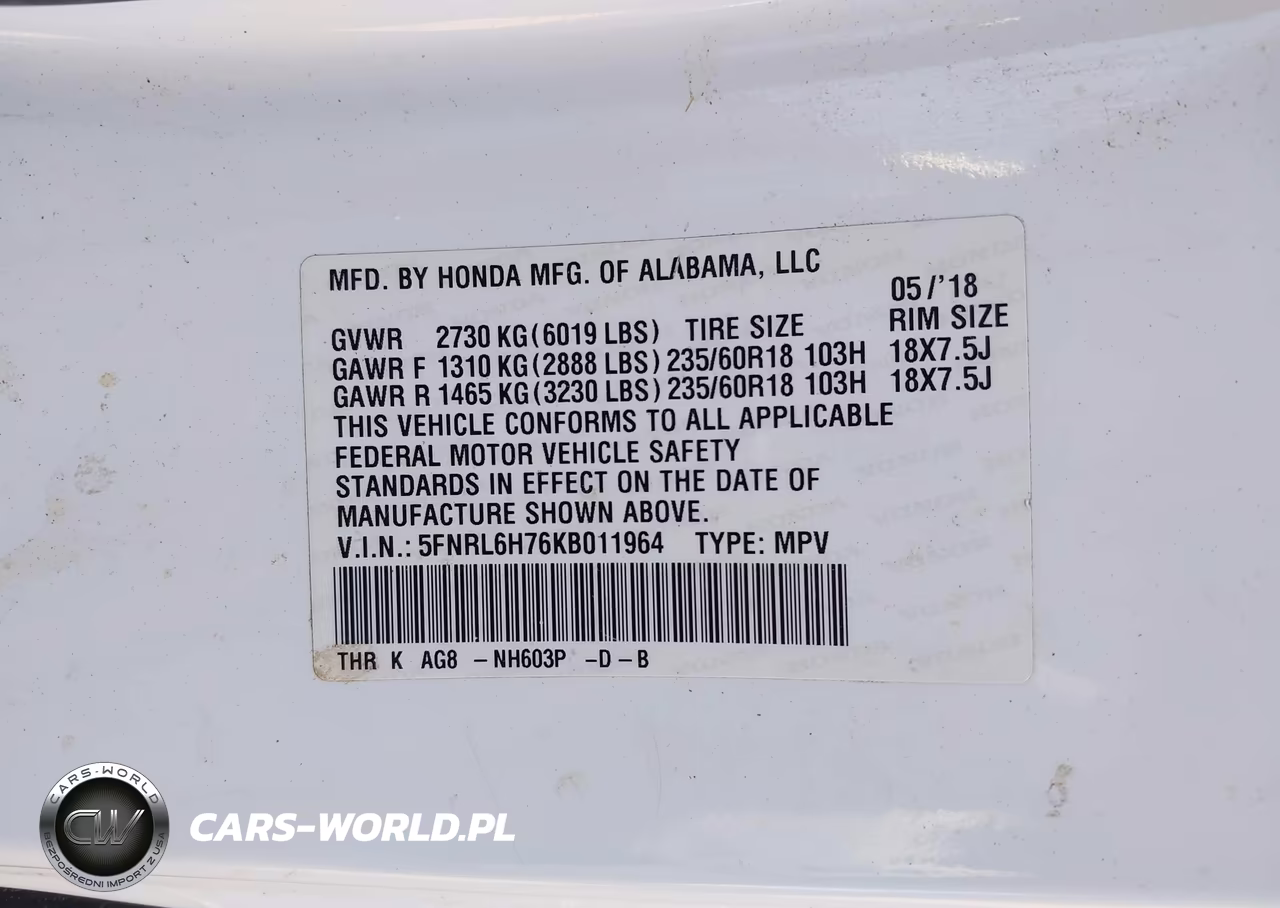 MFD. BY HONDA MFG. OF ALABAMA, LLC
05/'18
GVWR 2730 KG (6019 LBS) TIRE SIZE RIM SIZE
GAWR F 1310 KG (2888 LBS) 235/60R18 103H 18X7.5J
GAWR R 1465 KG (3230 LBS) 235/60R18 103H 18X7.5J
THIS VEHICLE CONFORMS TO ALL APPLICABLE
FEDERAL MOTOR VEHICLE SAFETY
STANDARDS IN EFFECT ON THE DATE OF
MANUFACTURE SHOWN ABOVE.
V.I.N.: 5FNRL6H76KB011964 TYPE: MPV
THR K AG8 -NH603P -D-B
CARS-WORLD
CW
BEZPOŚREDNI IMPORT Z USA
CARS-WORLD.PL